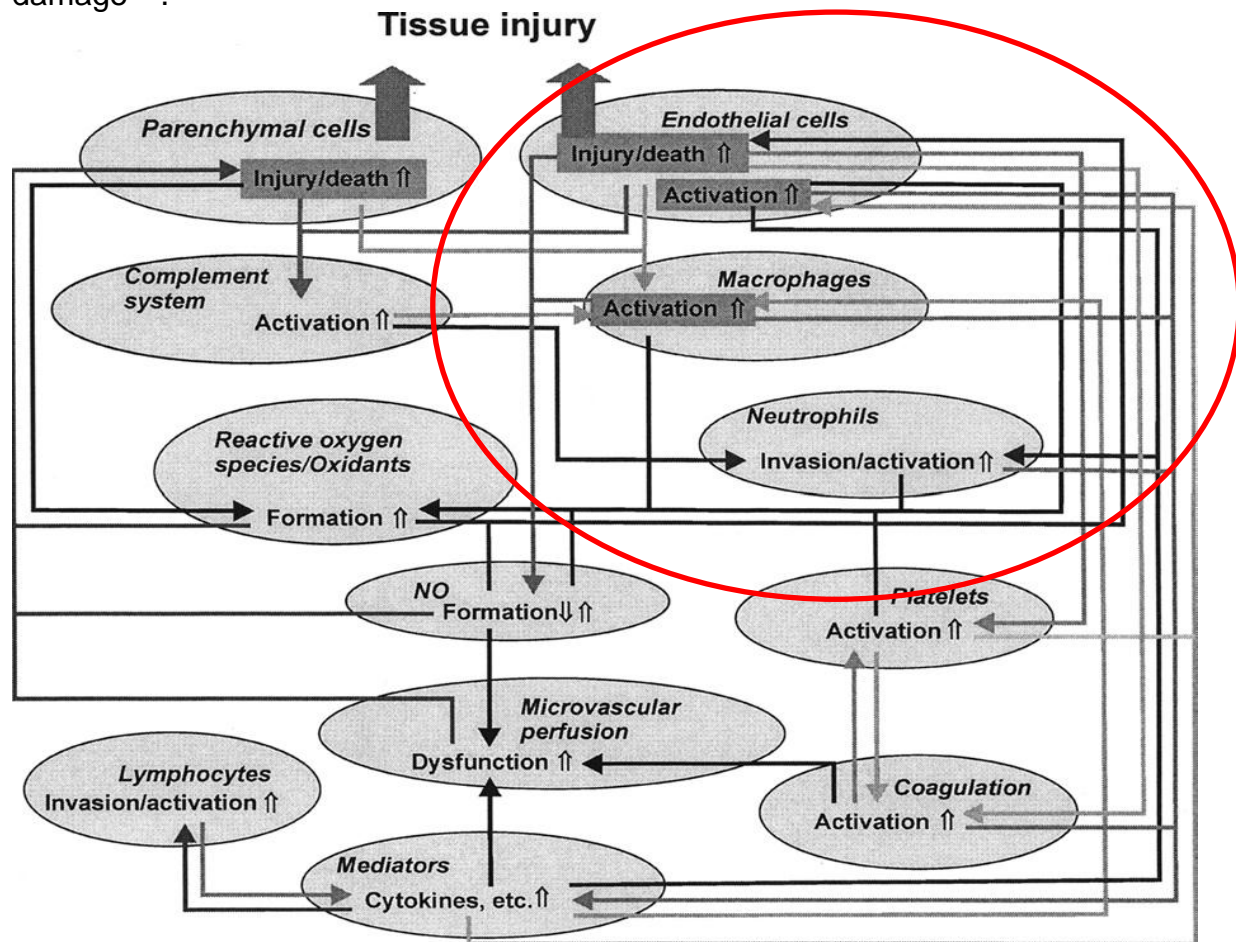 damage
Tissue injury
Parenchymal cells
Injury/death ⇑
Endothelial cells
Injury/death ⇑
Activation ⇑
Complement
system
Activation ⇑
Macrophages
Activation ⇑
Reactive oxygen
species/Oxidants
Formation ⇑
Neutrophils
Invasion/activation ⇑
NO
Formation⇓⇑
Platelets
Activation ⇑
Microvascular
perfusion
Dysfunction ⇑
Lymphocytes
Invasion/activation ⇑
Coagulation
Activation ⇑
Mediators
Cytokines, etc.⇑